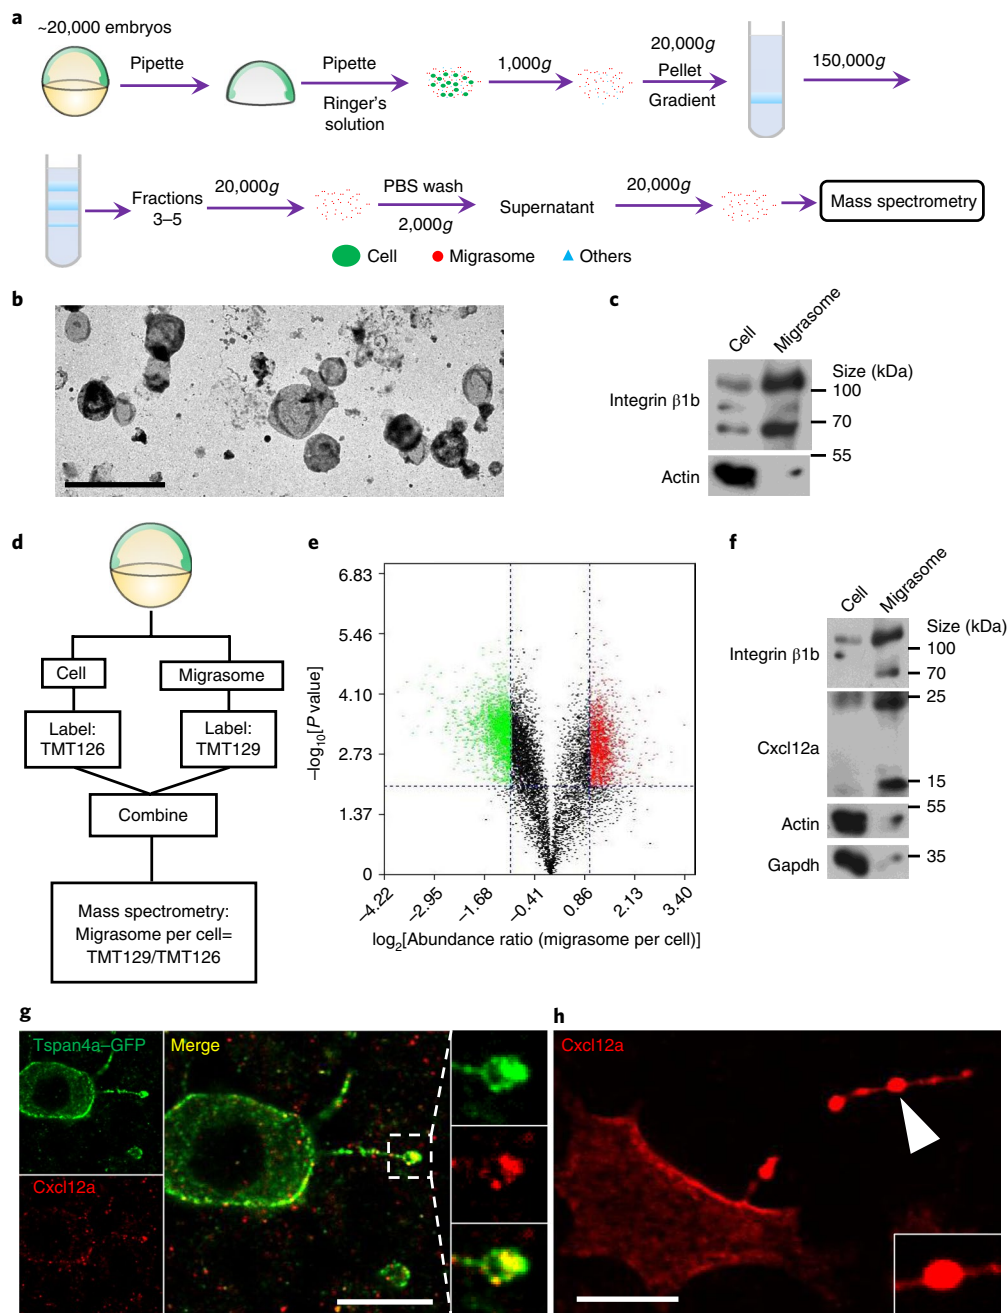 a
~20,000 embryos
Pipette
Pipette
Ringer's
solution
1,000g
20,000g
Pellet
Gradient
150,000g
Fractions
3–5
20,000g
PBS wash
2,000g
Supernatant
20,000g
Mass spectrometry
Cell
Migrasome
Others
b
c
Cell
Migrasome
Size (kDa)
Integrin β1b
100
70
55
Actin
d
Cell
Migrasome
Label:
TMT126
Label:
TMT129
Combine
Mass spectrometry:
Migrasome per cell=
TMT129/TMT126
e
6.83
5.46
4.10
2.73
1.37
0
–log10[P value]
–4.22
–2.95
–1.68
–0.41
0.86
2.13
3.40
log2[Abundance ratio (migrasome per cell)]
f
Cell
Migrasome
Size (kDa)
Integrin β1b
100
70
25
Cxcl12a
15
55
Actin
Gapdh
35
g
Tspan4a–GFP
Merge
Cxcl12a
h
Cxcl12a